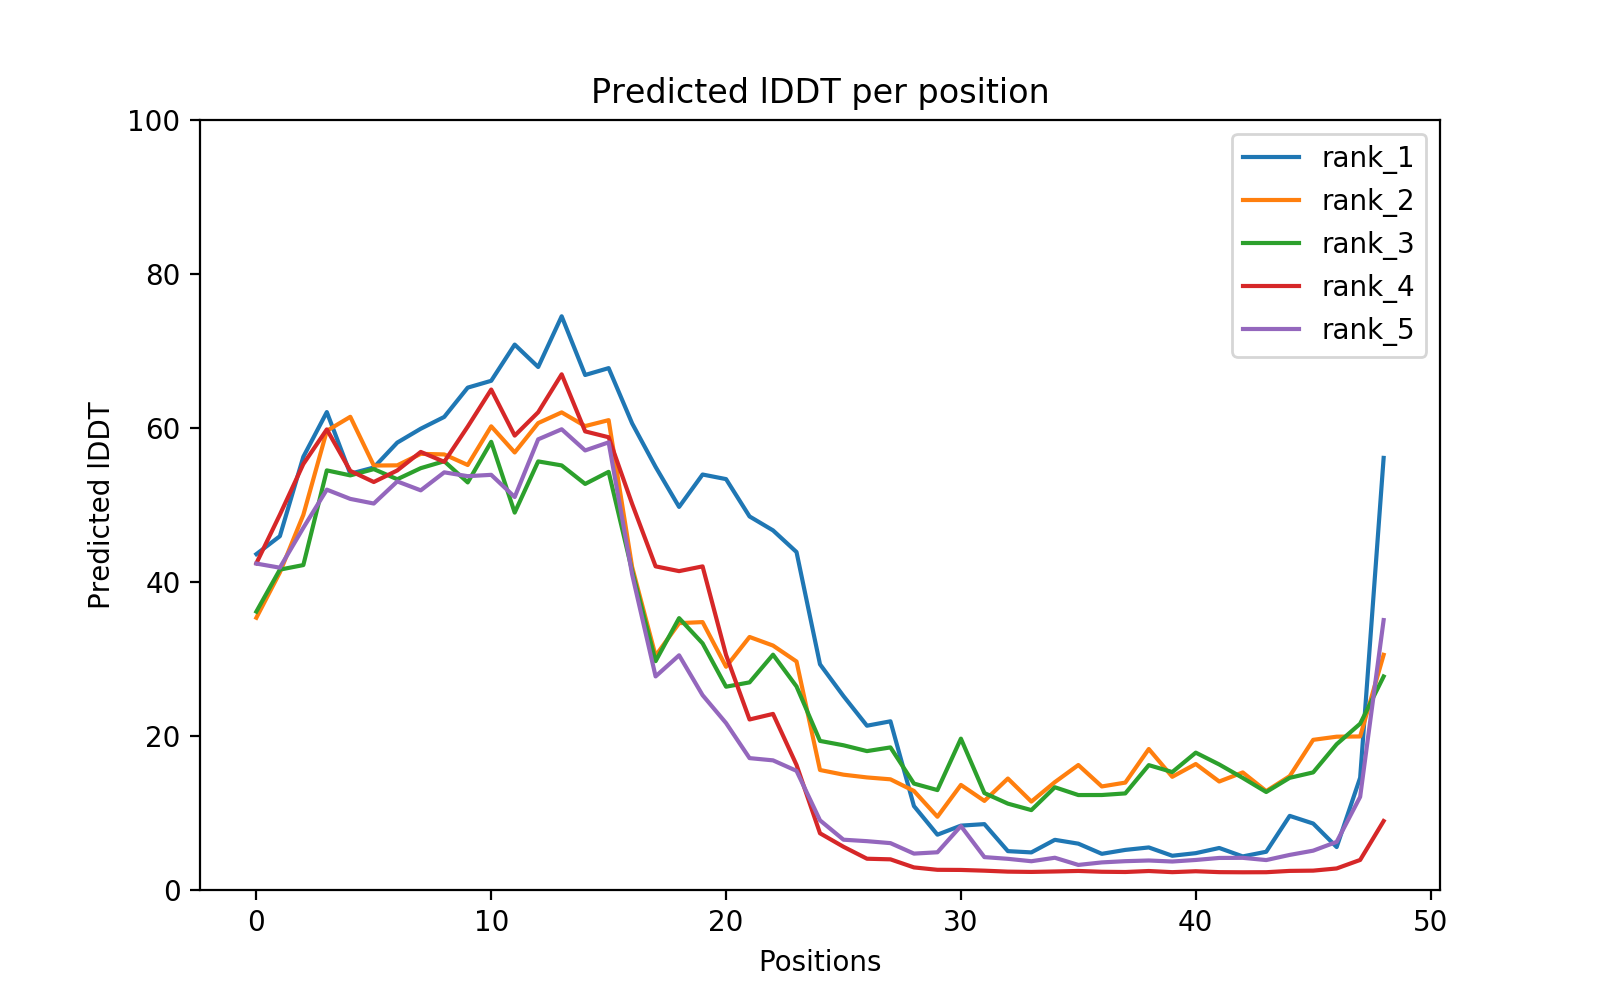 Predicted lDDT per position
100
80
60
40
20
0
Predicted lDDT
0 10 20 30 40 50
Positions
rank_1
rank_2
rank_3
rank_4
rank_5